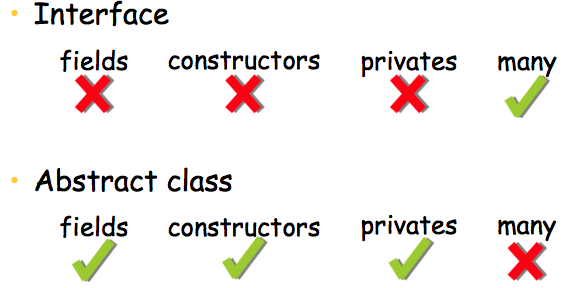 • Interface
fields constructors privates many
• Abstract class
fields constructors privates many